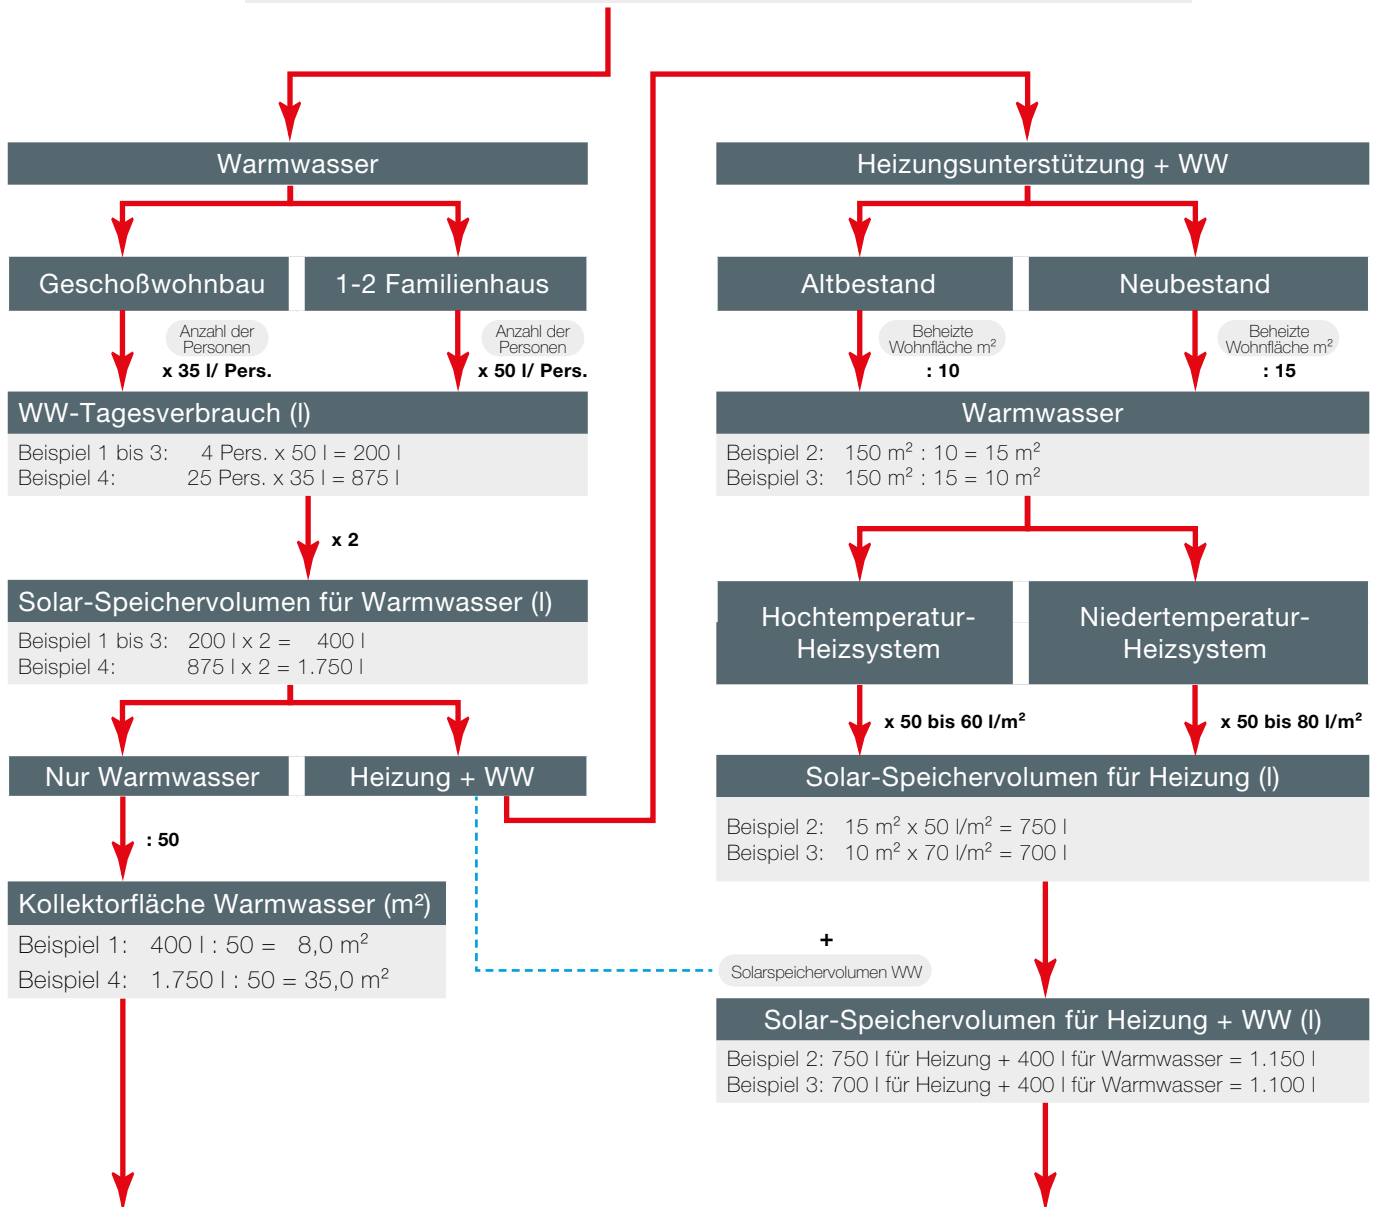 Warmwasser
Geschoßwohnbau
1-2 Familienhaus
Anzahl der
Personen
x 35 l/ Pers.
Anzahl der
Personen
x 50 l/ Pers.
WW-Tagesverbrauch (l)
Beispiel 1 bis 3: 4 Pers. x 50 l = 200 l
Beispiel 4: 25 Pers. x 35 l = 875 l
x 2
Solar-Speichervolumen für Warmwasser (l)
Beispiel 1 bis 3: 200 l x 2 = 400 l
Beispiel 4: 875 l x 2 = 1.750 l
Nur Warmwasser
Heizung + WW
: 50
Kollektorfläche Warmwasser (m²)
Beispiel 1: 400 l : 50 = 8,0 m²
Beispiel 4: 1.750 l : 50 = 35,0 m²
Heizungsunterstützung + WW
Altbestand
Neubestand
Beheizte
Wohnfläche m²
: 10
Beheizte
Wohnfläche m²
: 15
Warmwasser
Beispiel 2: 150 m² : 10 = 15 m²
Beispiel 3: 150 m² : 15 = 10 m²
Hochtemperatur-
Heizsystem
Niedertemperatur-
Heizsystem
x 50 bis 60 l/m²
x 50 bis 80 l/m²
Solar-Speichervolumen für Heizung (l)
Beispiel 2: 15 m² x 50 l/m² = 750 l
Beispiel 3: 10 m² x 70 l/m² = 700 l
+
Solarspeichervolumen WW
Solar-Speichervolumen für Heizung + WW (l)
Beispiel 2: 750 l für Heizung + 400 l für Warmwasser = 1.150 l
Beispiel 3: 700 l für Heizung + 400 l für Warmwasser = 1.100 l